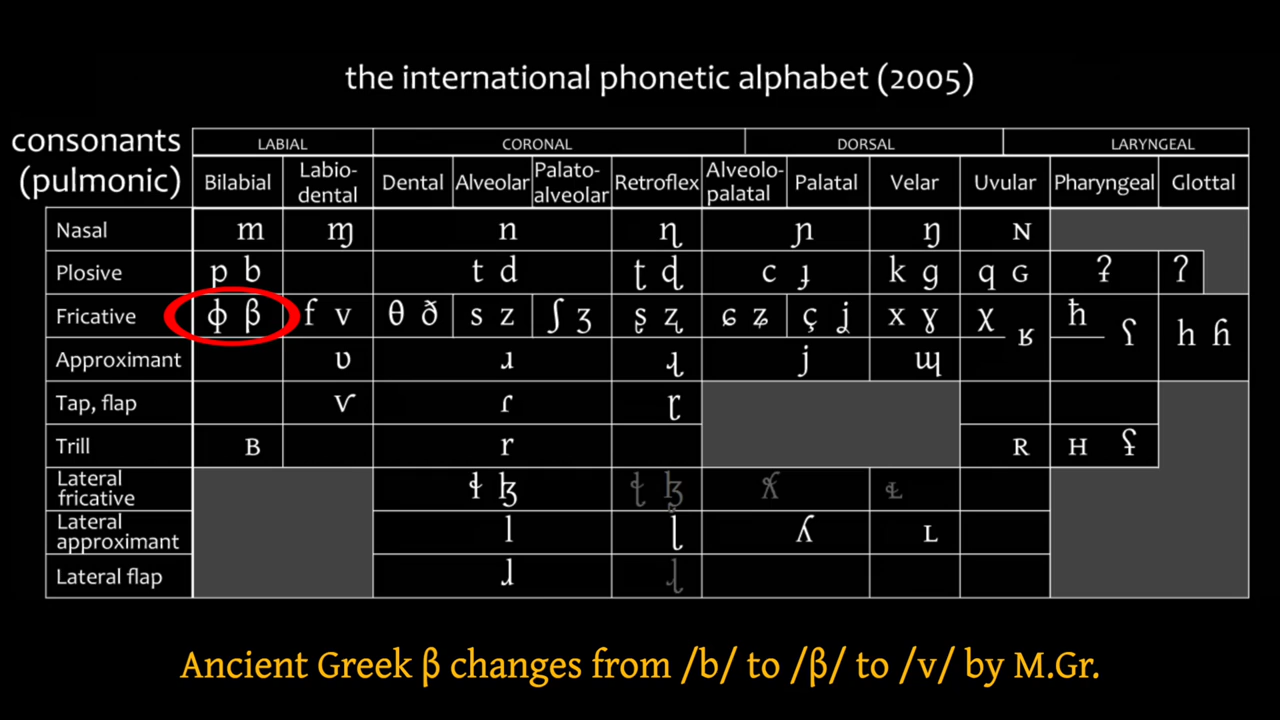 the international phonetic alphabet (2005)
consonants
(pulmonic)
LABIAL CORONAL DORSAL LARYNGEAL
Bilabial Labio-dental Dental Alveolar Palato-alveolar Retroflex Alveolo-palatal Palatal Velar Uvular Pharyngeal Glottal
Nasal m ɱ n ɳ ɲ ŋ ɴ
Plosive p b t d ʈ ɖ c ɟ k ɡ q ɢ ʡ ʔ
Fricative ɸ β f v θ ð s z ʃ ʒ ʂ ʐ ɕ ʑ ç ʝ x ɣ χ ʁ ħ ʕ h ɦ
Approximant ʋ ɹ ɻ j ɰ
Tap, flap ⱱ ɾ ɽ
Trill ʙ r ʀ ʜ ʢ
Lateral fricative ɬ ɮ
Lateral approximant l ɭ ʎ ʟ
Lateral flap ɺ
Ancient Greek β changes from /b/ to /β/ to /v/ by M.Gr.